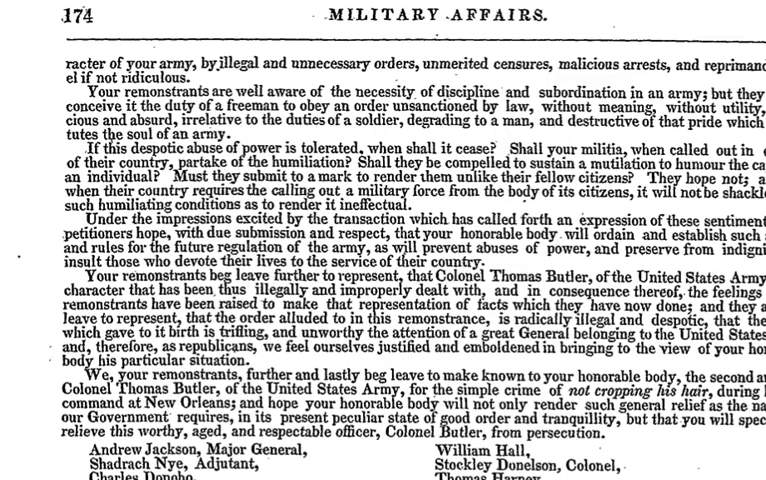 174
MILITARY AFFAIRS.
racter of your army, by illegal and unnecessary orders, unmerited censures, malicious arrests, and reprimand
el if not ridiculous.
Your remonstrants are well aware of the necessity of discipline and subordination in an army; but they
conceive it the duty of a freeman to obey an order unsanctioned by law, without meaning, without utility,
cious and absurd, irrelative to the duties of a soldier, degrading to a man, and destructive of that pride which
tutes the soul of an army.
If this despotic abuse of power is tolerated, when shall it cease? Shall your militia, when called out in
of their country, partake of the humiliation? Shall they be compelled to sustain a mutilation to humour the ca
an individual? Must they submit to a mark to render them unlike their fellow citizens? They hope not; a
when their country requires the calling out a military force from the body of its citizens, it will not be shackl
such humiliating conditions as to render it ineffectual.
Under the impressions excited by the transaction which has called forth an expression of these sentiment
petitioners hope, with due submission and respect, that your honorable body will ordain and establish such
and rules for the future regulation of the army, as will prevent abuses of power, and preserve from indigni
insult those who devote their lives to the service of their country.
Your remonstrants beg leave further to represent, that Colonel Thomas Butler, of the United States Army
character that has been thus illegally and improperly dealt with, and in consequence thereof, the feelings
remonstrants have been raised to make that representation of facts which they have now done; and they a
leave to represent, that the order alluded to in this remonstrance, is radically illegal and despotic, that the
which gave to it birth is trifling, and unworthy the attention of a great General belonging to the United States
and, therefore, as republicans, we feel ourselves justified and emboldened in bringing to the view of your ho
body his particular situation.
We, your remonstrants, further and lastly beg leave to make known to your honorable body, the second a
Colonel Thomas Butler, of the United States Army, for the simple crime of not cropping his hair, during
command at New Orleans; and hope your honorable body will not only render such general relief as the na
our Government requires, in its present peculiar state of good order and tranquillity, but that you will spec
relieve this worthy, aged, and respectable officer, Colonel Butler, from persecution.
Andrew Jackson, Major General,
Shadrach Nye, Adjutant,
Charles Donoho,
William Hall,
Stockley Donelson, Colonel,
Thomas Harney